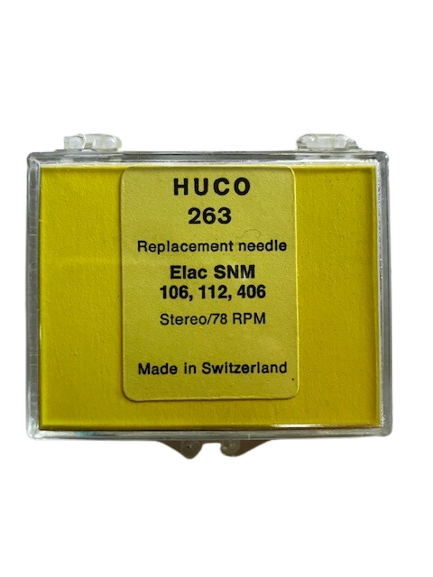 HUCO
263
Replacement needle
Elac SNM
106, 112, 406
Stereo/78 RPM
Made in Switzerland